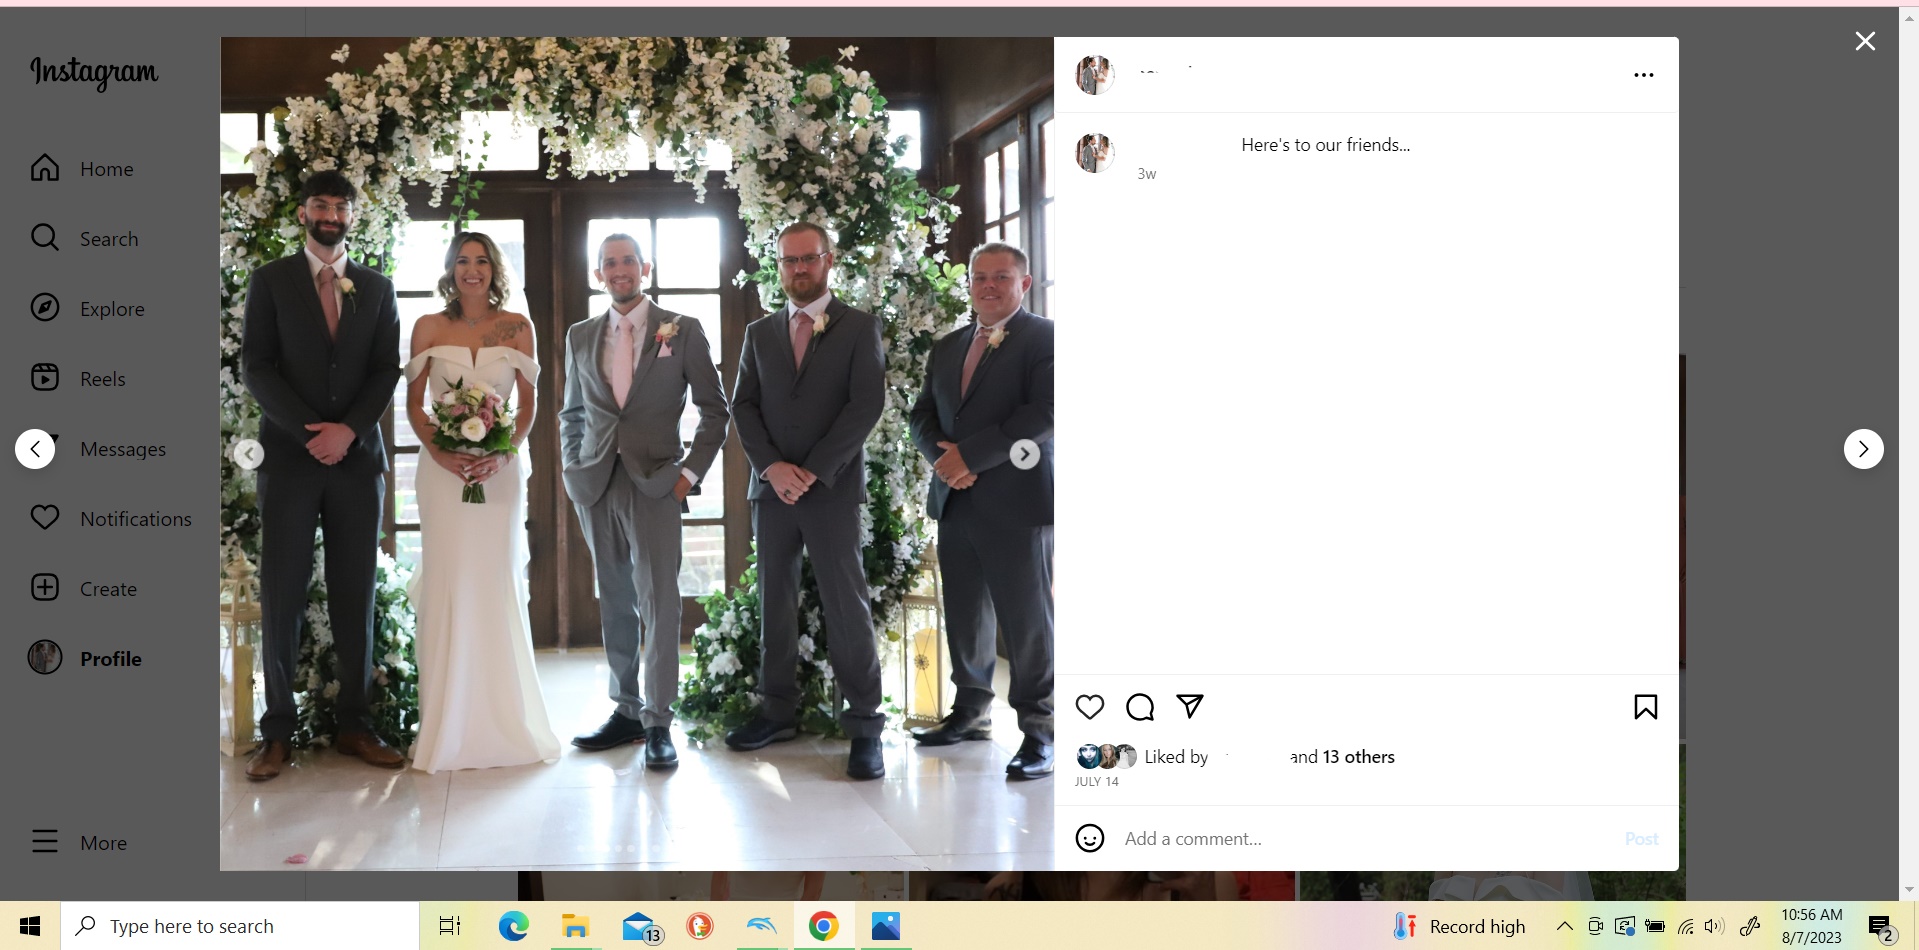 Instagram
Home
Search
Explore
Reels
Messages
Notifications
Create
Profile
More
Here's to our friends...
3w
Liked by and 13 others
JULY 14
Add a comment...
Post
Type here to search
13
Record high
10:56 AM
8/7/2023
2